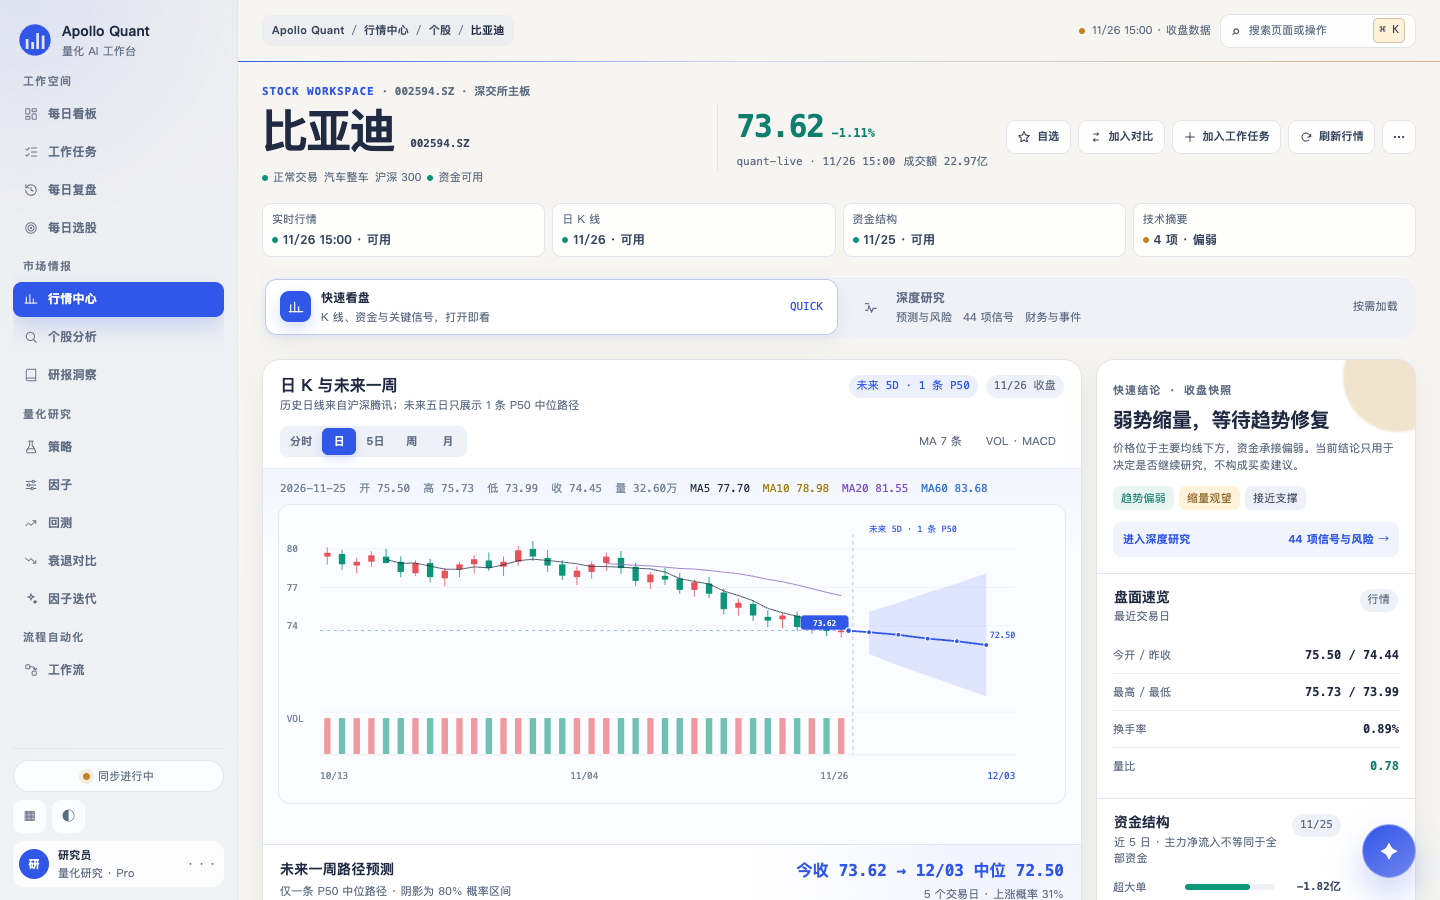 Apollo Quant
量化 AI 工作台
工作空间
每日看板
工作任务
每日复盘
每日选股
市场情报
行情中心
个股分析
研报洞察
量化研究
策略
因子
回测
衰退对比
因子迭代
流程自动化
工作流
同步进行中
研
研究员
量化研究 · Pro
Apollo Quant / 行情中心 / 个股 / 比亚迪
11/26 15:00 · 收盘数据
搜索页面或操作
⌘ K
STOCK WORKSPACE · 002594.SZ · 深交所主板
比亚迪 002594.SZ
正常交易 汽车整车 沪深 300 资金可用
73.62 −1.11%
quant-live · 11/26 15:00 成交额 22.97亿
自选
加入对比
加入工作任务
刷新行情
实时行情
11/26 15:00 · 可用
日 K 线
11/26 · 可用
资金结构
11/25 · 可用
技术摘要
4 项 · 偏弱
快速看盘
K 线、资金与关键信号，打开即看
QUICK
深度研究
预测与风险 44 项信号 财务与事件
按需加载
日 K 与未来一周
历史日线来自沪深腾讯；未来五日只展示 1 条 P50 中位路径
未来 5D · 1 条 P50
11/26 收盘
分时 日 5日 周 月
MA 7 条 VOL · MACD
2026-11-25 开 75.50 高 75.73 低 73.99 收 74.45 量 32.60万 MA5 77.70 MA10 78.98 MA20 81.55 MA60 83.68
未来 5D · 1 条 P50
80
77
74
73.62
72.50
VOL
10/13 11/04 11/26 12/03
未来一周路径预测
仅一条 P50 中位路径 · 阴影为 80% 概率区间
今收 73.62 → 12/03 中位 72.50
5 个交易日 · 上涨概率 31%
快速结论 · 收盘快照
弱势缩量，等待趋势修复
价格位于主要均线下方，资金承接偏弱。当前结论只用于
决定是否继续研究，不构成买卖建议。
趋势偏弱 缩量观望 接近支撑
进入深度研究 44 项信号与风险 →
盘面速览
最近交易日
行情
今开 / 昨收 75.50 / 74.44
最高 / 最低 75.73 / 73.99
换手率 0.89%
量比 0.78
资金结构
11/25
近 5 日 · 主力净流入不等同于全
部资金
超大单 −1.82亿